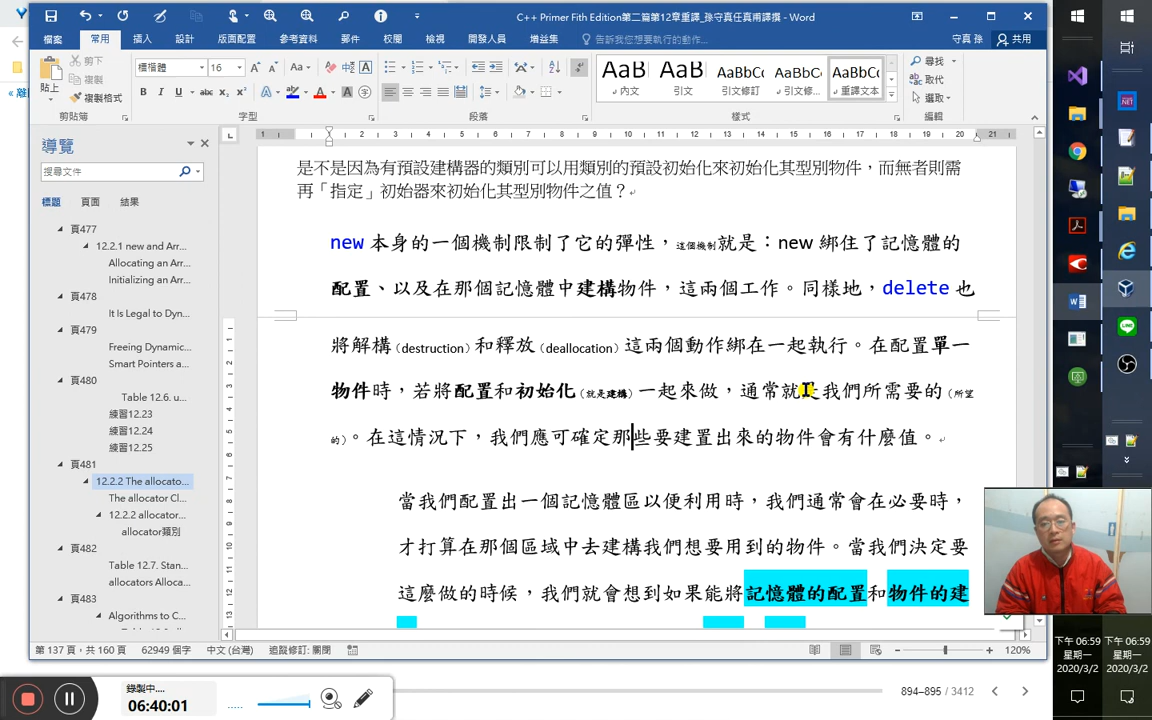 C++ Primer Fith Edition第二篇第12章重譯_孫守真任真甫譯撰 - Word
檔案 常用 插入 設計 版面配置 參考資料 郵件 校閱 檢視 開發人員 增益集 告訴我您想要執行的動作... 守真 孫 共用
貼上 剪下 複製 複製格式 剪貼簿
標楷體 16 字型
段落
AaB 內文 AaB 引文 AaBbCc 引文修訂 AaBbC 引文修... AaBbCc 重譯文本 樣式
尋找 取代 選取 編輯
導覽
搜尋文件
標題 頁面 結果
頁477
12.2.1 new and Arr...
Allocating an Array...
Initializing an Arr...
頁478
It Is Legal to Dyn...
頁479
Freeing Dynamic...
Smart Pointers a...
頁480
Table 12.6. u...
練習12.23
練習12.24
練習12.25
頁481
12.2.2 The allocato...
The allocator Cl...
12.2.2 allocator...
allocator類別
頁482
Table 12.7. Stan...
allocators Alloca...
頁483
Algorithms to C...
是不是因為有預設建構器的類別可以用類別的預設初始化來初始化其型別物件，而無者則需
再「指定」初始器來初始化其型別物件之值？
new 本身的一個機制限制了它的彈性，這個機制就是：new 綁住了記憶體的
配置、以及在那個記憶體中建構物件，這兩個工作。同樣地，delete 也
將解構（destruction）和釋放（deallocation）這兩個動作綁在一起執行。在配置單一
物件時，若將配置和初始化（就是建構）一起來做，通常就是我們所需要的（所望
的）。在這情況下，我們應可確定那些要建置出來的物件會有什麼值。
當我們配置出一個記憶體區以便利用時，我們通常會在必要時，
才打算在那個區域中去建構我們想要用到的物件。當我們決定要
這麼做的時候，我們就會想到如果能將記憶體的配置和物件的建
第 137 頁，共 160 頁 62949 個字 中文 (台灣) 追蹤修訂: 關閉 120%
錄製中....
06:40:01
894–895 / 3412
下午 06:59 下午 06:59
星期一 星期一
2020/3/2 2020/3/2